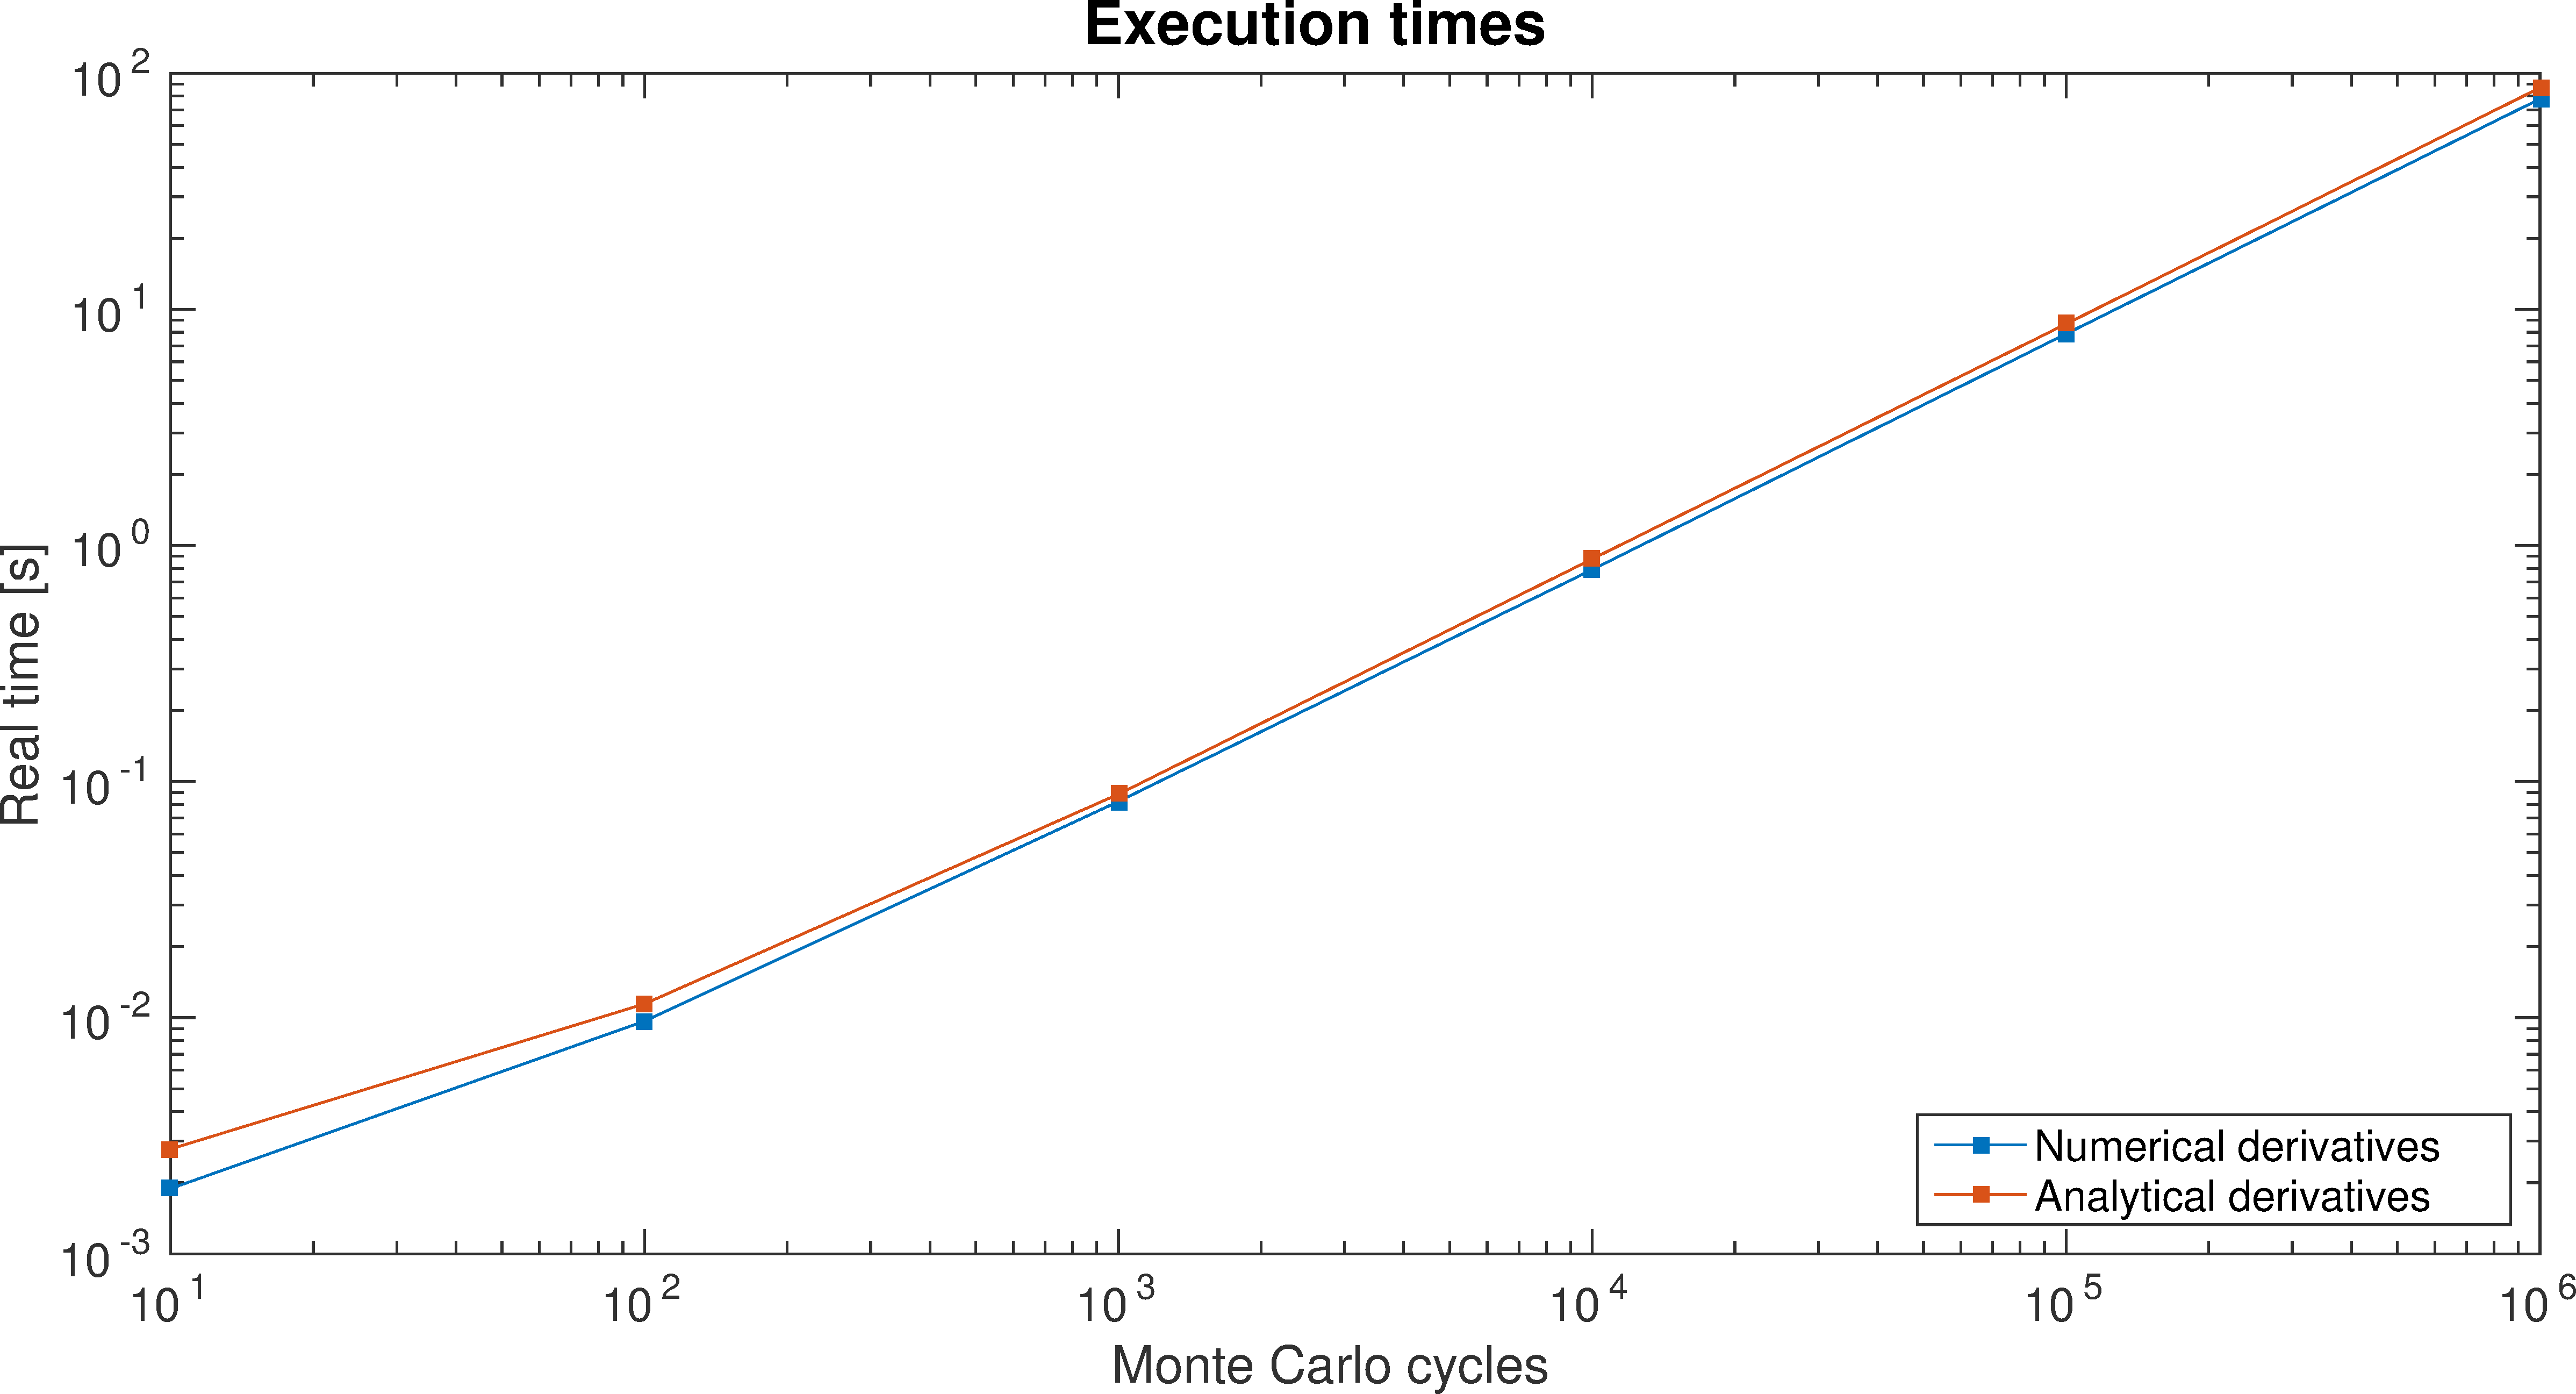 Execution times
10^2
10^1
10^0
10^-1
10^-2
10^-3
Real time [s]
10^1 10^2 10^3 10^4 10^5 10^6
Monte Carlo cycles
Numerical derivatives
Analytical derivatives